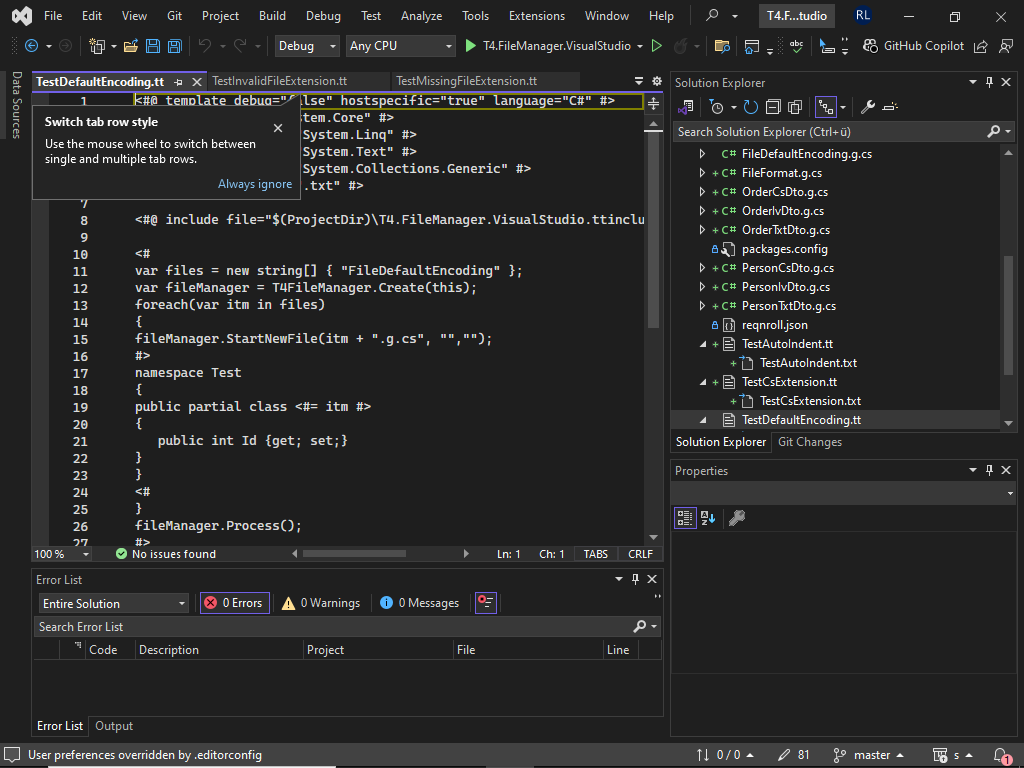 File Edit View Git Project Build Debug Test Analyze Tools Extensions Window Help T4.F...tudio RL
Debug Any CPU T4.FileManager.VisualStudio abc GitHub Copilot
Data Sources
TestDefaultEncoding.tt TestInvalidFileExtension.tt TestMissingFileExtension.tt
1 <#@ template debug="false" hostspecific="true" language="C#" #>
Switch tab row style
Use the mouse wheel to switch between
single and multiple tab rows.
Always ignore
stem.Core" #>
System.Linq" #>
System.Text" #>
System.Collections.Generic" #>
.txt" #>
7
8 <#@ include file="$(ProjectDir)\T4.FileManager.VisualStudio.ttinclu
9
10 <#
11 var files = new string[] { "FileDefaultEncoding" };
12 var fileManager = T4FileManager.Create(this);
13 foreach(var itm in files)
14 {
15 fileManager.StartNewFile(itm + ".g.cs", "","");
16 #>
17 namespace Test
18 {
19 public partial class <#= itm #>
20 {
21 public int Id {get; set;}
22 }
23 }
24 <#
25 }
26 fileManager.Process();
27 #>
100 % No issues found Ln: 1 Ch: 1 TABS CRLF
Error List
Entire Solution 0 Errors 0 Warnings 0 Messages
Search Error List
Code Description Project File Line
Error List Output
Solution Explorer
Search Solution Explorer (Ctrl+ü)
C# FileDefaultEncoding.g.cs
+ C# FileFormat.g.cs
+ C# OrderCsDto.g.cs
+ C# OrderIvDto.g.cs
+ C# OrderTxtDto.g.cs
packages.config
+ C# PersonCsDto.g.cs
+ C# PersonIvDto.g.cs
+ C# PersonTxtDto.g.cs
reqnroll.json
+ TestAutoIndent.tt
+ TestAutoIndent.txt
+ TestCsExtension.tt
+ TestCsExtension.txt
TestDefaultEncoding.tt
Solution Explorer Git Changes
Properties
User preferences overridden by .editorconfig 0 / 0 81 master s 1